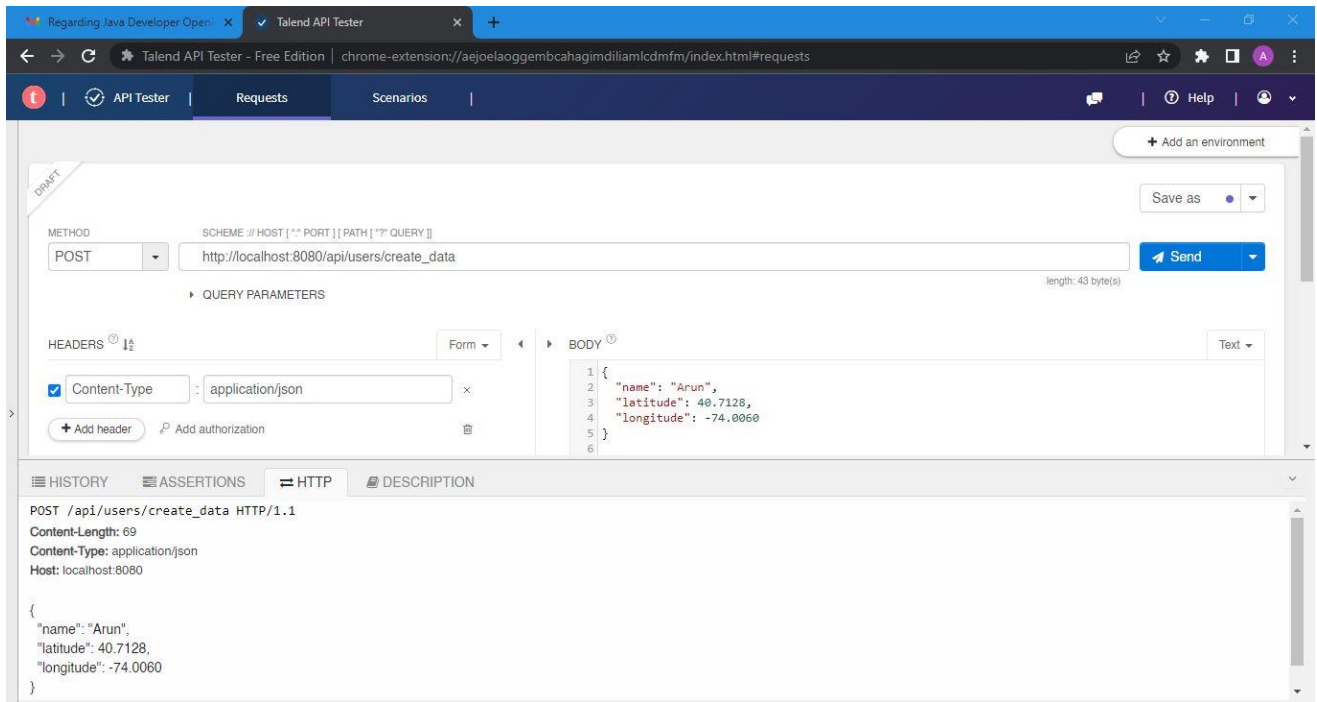 Regarding Java Developer Openi
Talend API Tester
Talend API Tester - Free Edition | chrome-extension://aejoelaoggembcahagimdiliamlcdmfm/index.html#requests
A
t | API Tester | Requests Scenarios | | Help |
+ Add an environment
DRAFT
Save as
METHOD SCHEME :// HOST [ ":" PORT ] [ PATH [ "?" QUERY ]]
POST http://localhost:8080/api/users/create_data Send
length: 43 byte(s)
QUERY PARAMETERS
HEADERS Form BODY Text
Content-Type : application/json
+ Add header Add authorization
1 {
2 "name": "Arun",
3 "latitude": 40.7128,
4 "longitude": -74.0060
5 }
6
HISTORY ASSERTIONS HTTP DESCRIPTION
POST /api/users/create_data HTTP/1.1
Content-Length: 69
Content-Type: application/json
Host: localhost:8080
{
"name": "Arun",
"latitude": 40.7128,
"longitude": -74.0060
}